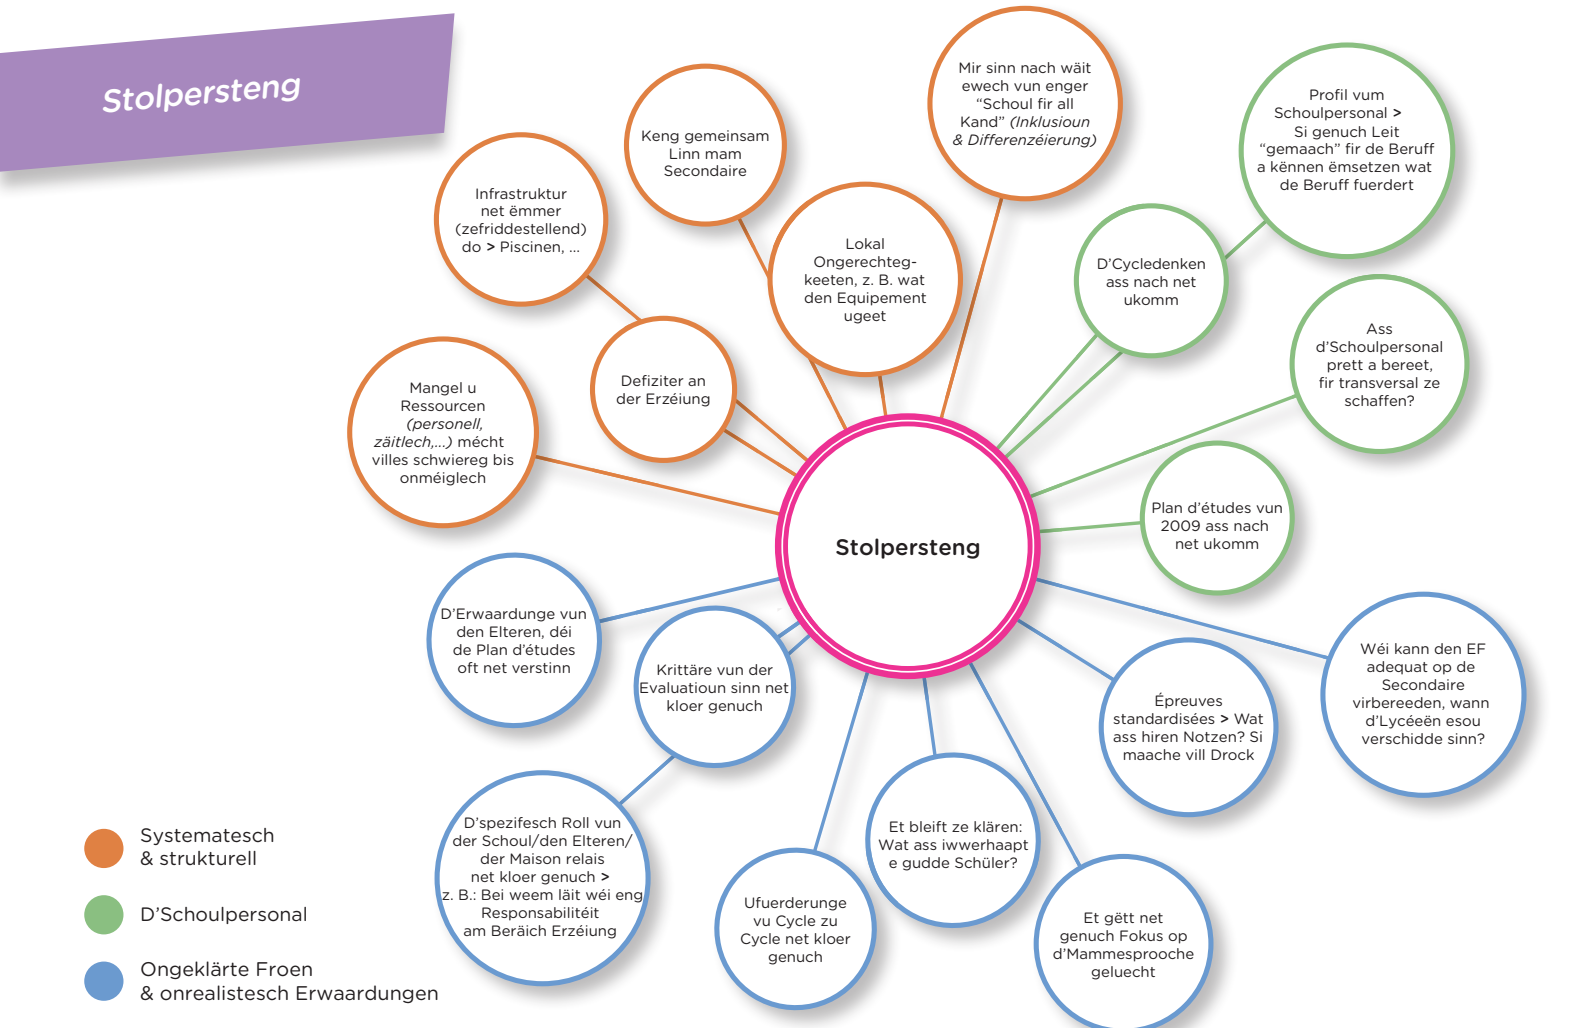 Stolpersteng
Mir sinn nach wäit
ewech vun enger
“Schoul fir all
Kand” (Inklusioun
& Differenzéierung)
Keng gemeinsam
Linn mam
Secondaire
Profil vum
Schoulpersonal >
Si genuch Leit
“gemaach” fir de Beruff
a kënnen ëmsetzen wat
de Beruff fuerdert
Infrastruktur
net ëmmer
(zefriddestellend)
do > Piscinen, ...
Lokal
Ongerechteg-
keeten, z. B. wat
den Equipement
ugeet
D’Cycledenken
ass nach net
ukomm
Ass
d’Schoulpersonal
prett a bereet,
fir transversal ze
schaffen?
Defiziter an
der Erzéiung
Mangel u
Ressourcen
(personell,
zäitlech,...) mécht
villes schwiereg bis
onméiglech
Plan d’études vun
2009 ass nach
net ukomm
Stolpersteng
D’Erwaardunge vun
den Elteren, déi
de Plan d’études
oft net verstinn
Krittäre vun der
Evaluatioun sinn net
kloer genuch
Wéi kann den EF
adequat op de
Secondaire
virbereeden, wann
d’Lycéeën esou
verschidde sinn?
Épreuves
standardisées > Wat
ass hiren Notzen? Si
maache vill Drock
D’spezifesch Roll vun
der Schoul/den Elteren/
der Maison relais
net kloer genuch >
z. B.: Bei weem läit wéi eng
Responsabilitéit
am Beräich Erzéiung
Et bleift ze klären:
Wat ass iwwerhaapt
e gudde Schüler?
Ufuerderunge
vu Cycle zu
Cycle net kloer
genuch
Et gëtt net
genuch Fokus op
d’Mammesprooche
geluecht
Systematesch
& strukturell
D’Schoulpersonal
Ongeklärte Froen
& onrealistesch Erwaardungen